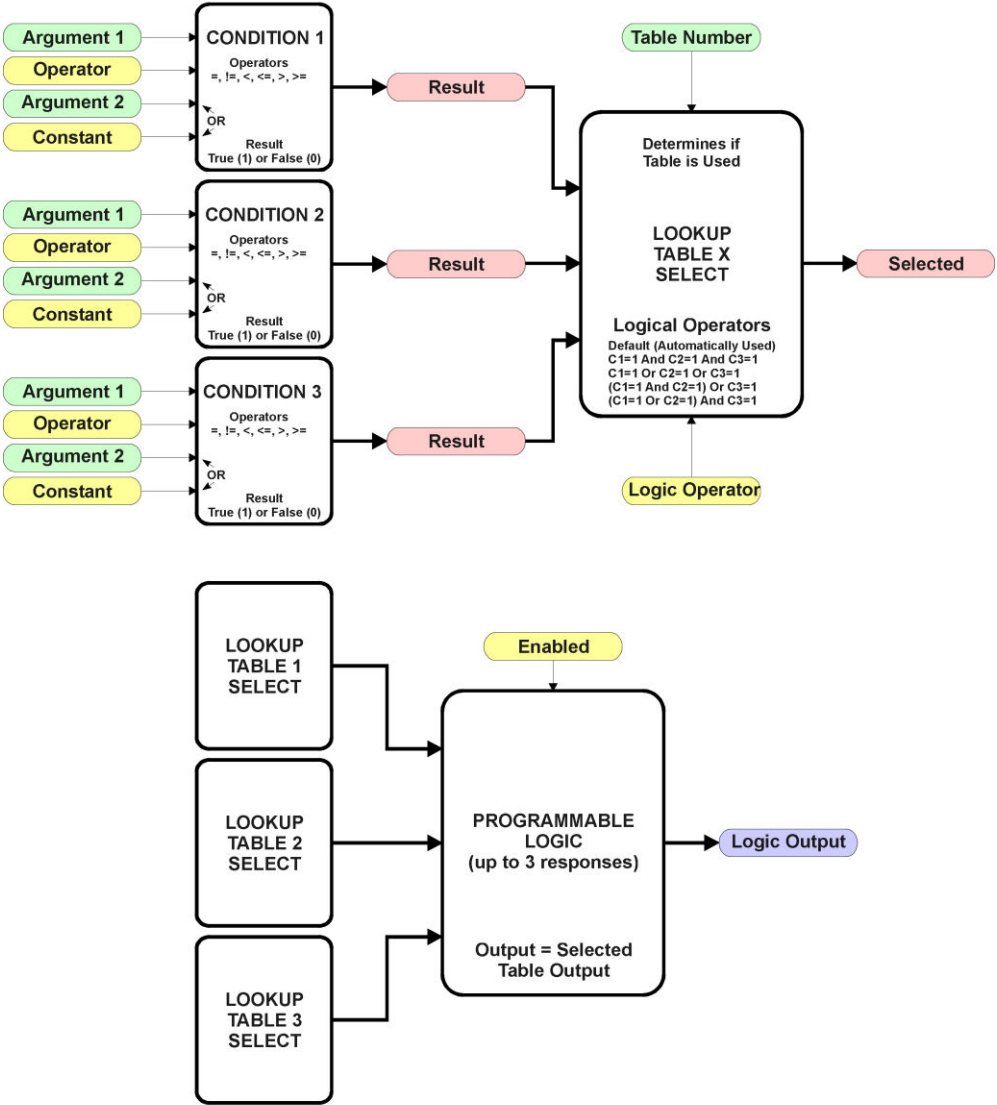 Argument 1
Operator
Argument 2
Constant
CONDITION 1
Operators
=, !=, <, <=, >, >=
OR
Result
True (1) or False (0)
Result
Argument 1
Operator
Argument 2
Constant
CONDITION 2
Operators
=, !=, <, <=, >, >=
OR
Result
True (1) or False (0)
Result
Argument 1
Operator
Argument 2
Constant
CONDITION 3
Operators
=, !=, <, <=, >, >=
OR
Result
True (1) or False (0)
Result
Table Number
Determines if
Table is Used
LOOKUP
TABLE X
SELECT
Logical Operators
Default (Automatically Used)
C1=1 And C2=1 And C3=1
C1=1 Or C2=1 Or C3=1
(C1=1 And C2=1) Or C3=1
(C1=1 Or C2=1) And C3=1
Logic Operator
Selected
LOOKUP
TABLE 1
SELECT
LOOKUP
TABLE 2
SELECT
LOOKUP
TABLE 3
SELECT
Enabled
PROGRAMMABLE
LOGIC
(up to 3 responses)
Output = Selected
Table Output
Logic Output